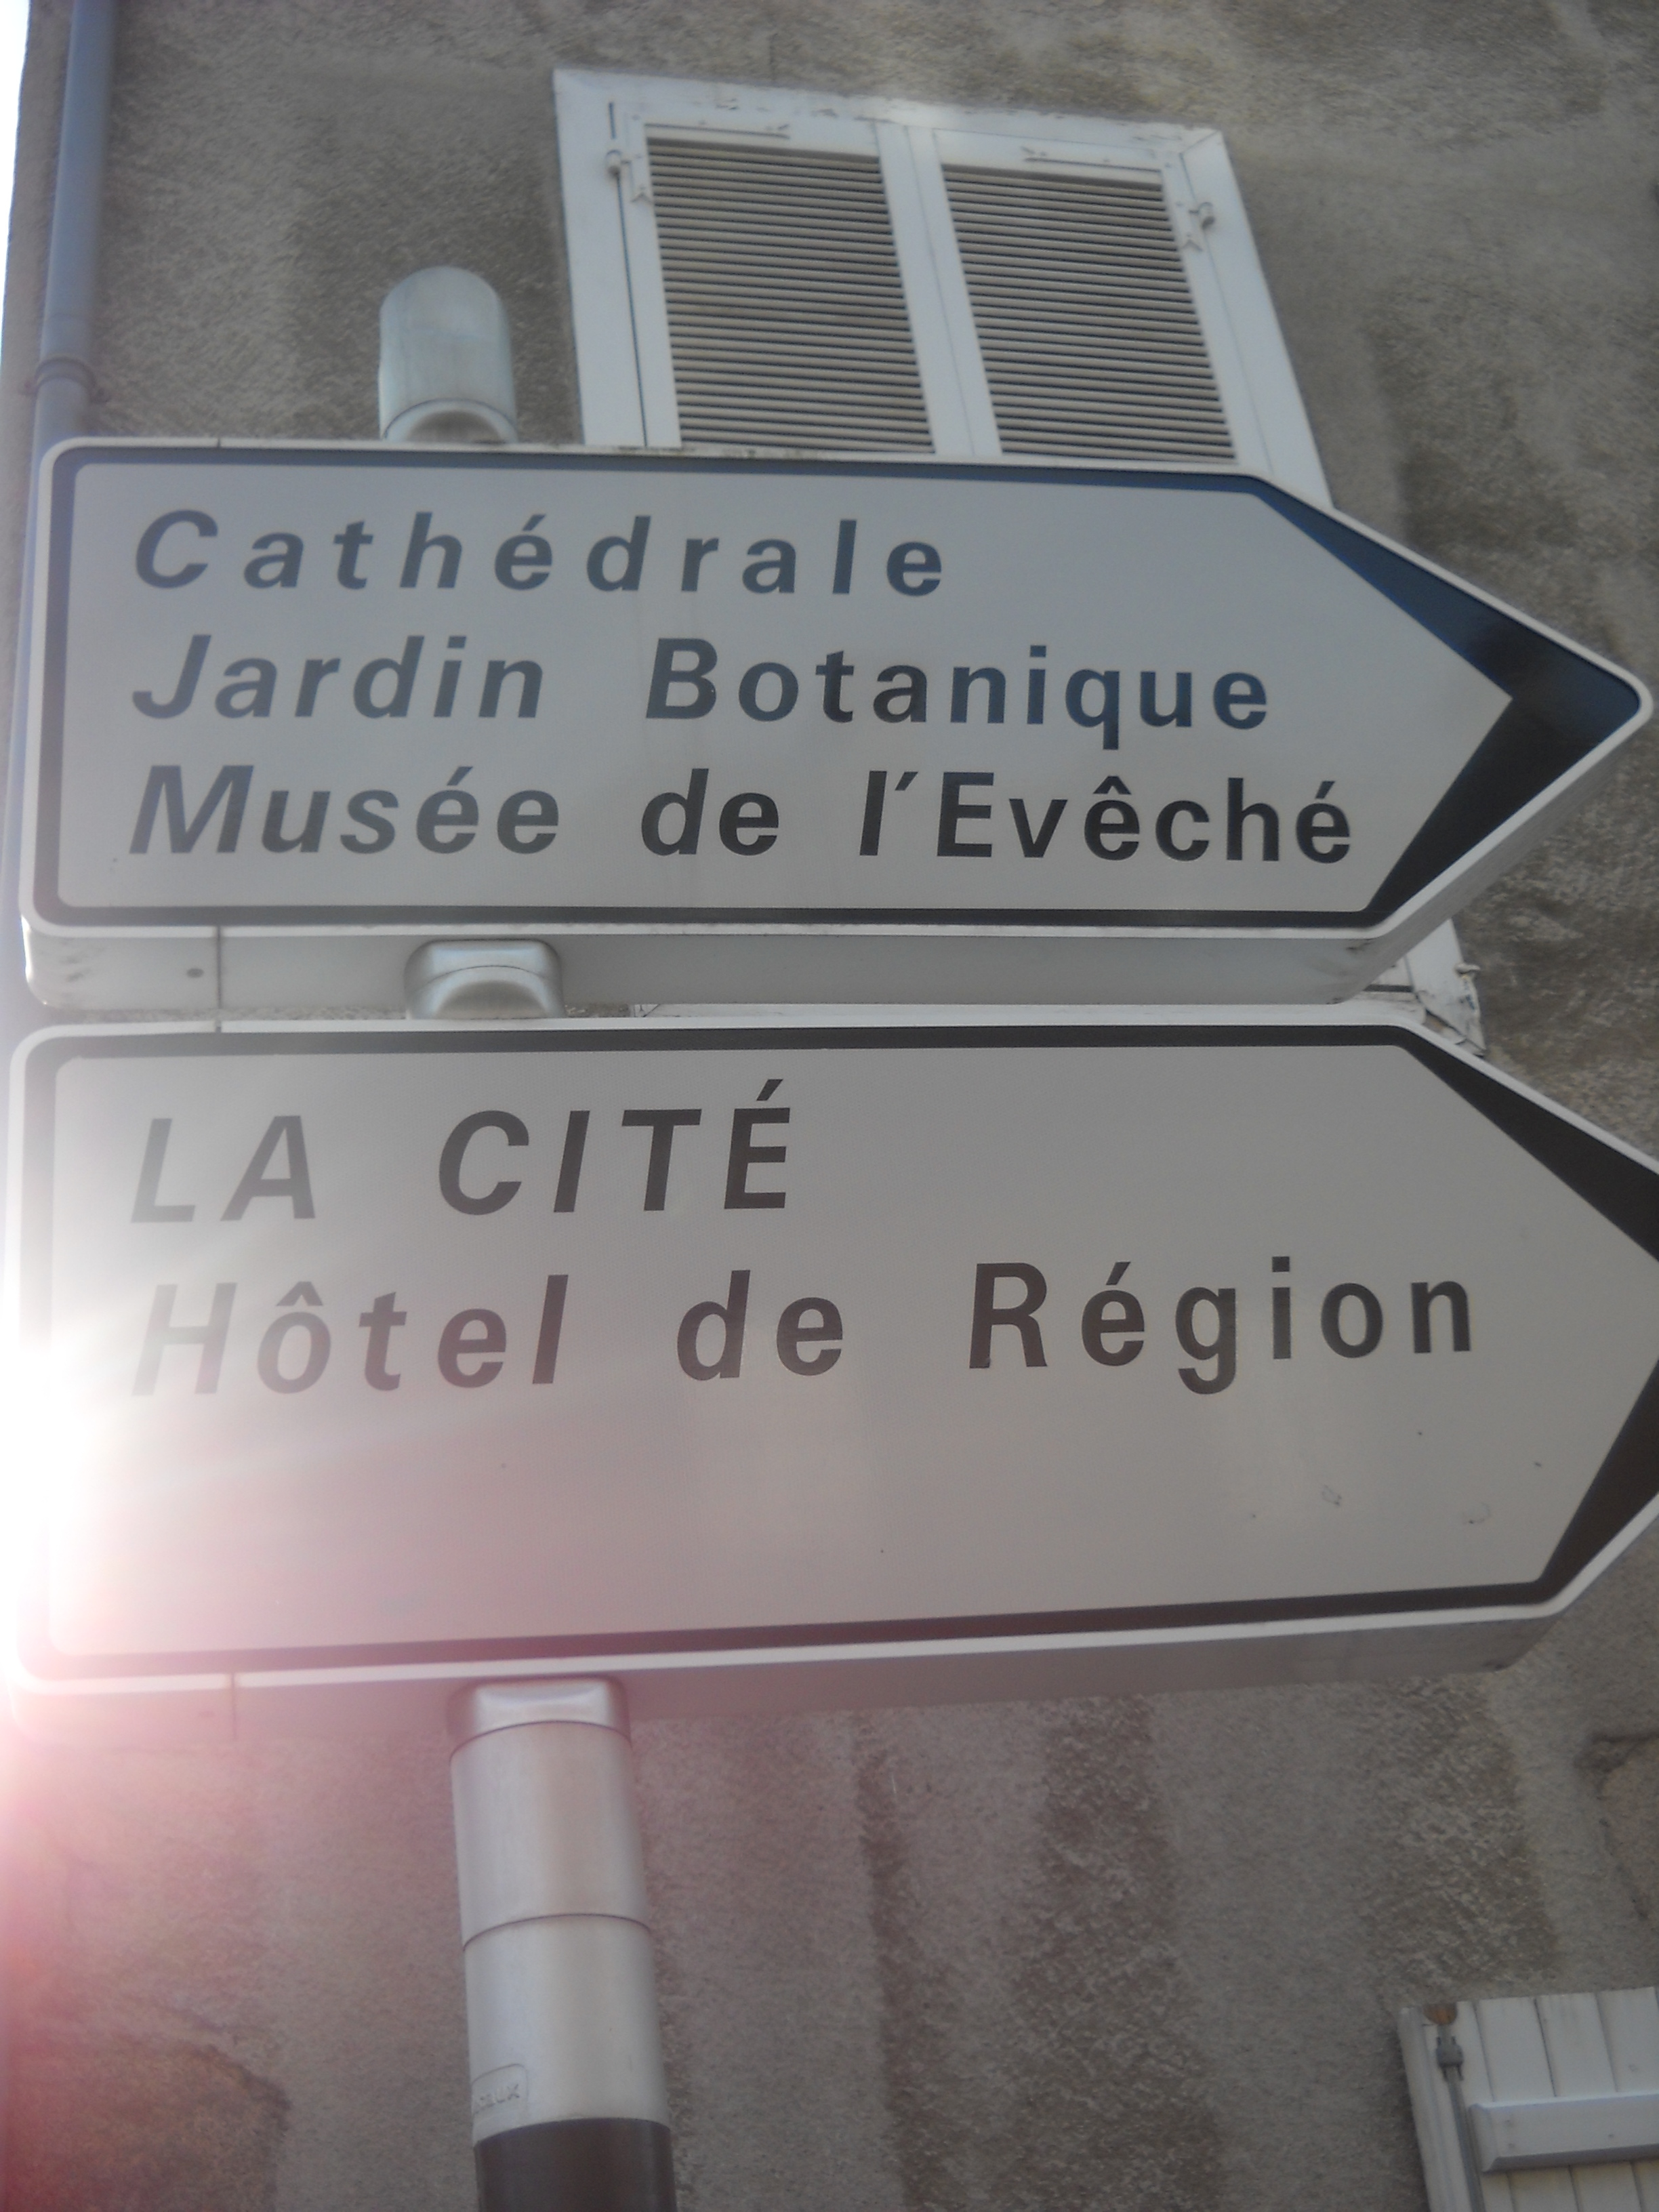 Cathédrale
Jardin Botanique
Musée de l'Evêché
LA CITÉ
Hôtel de Région